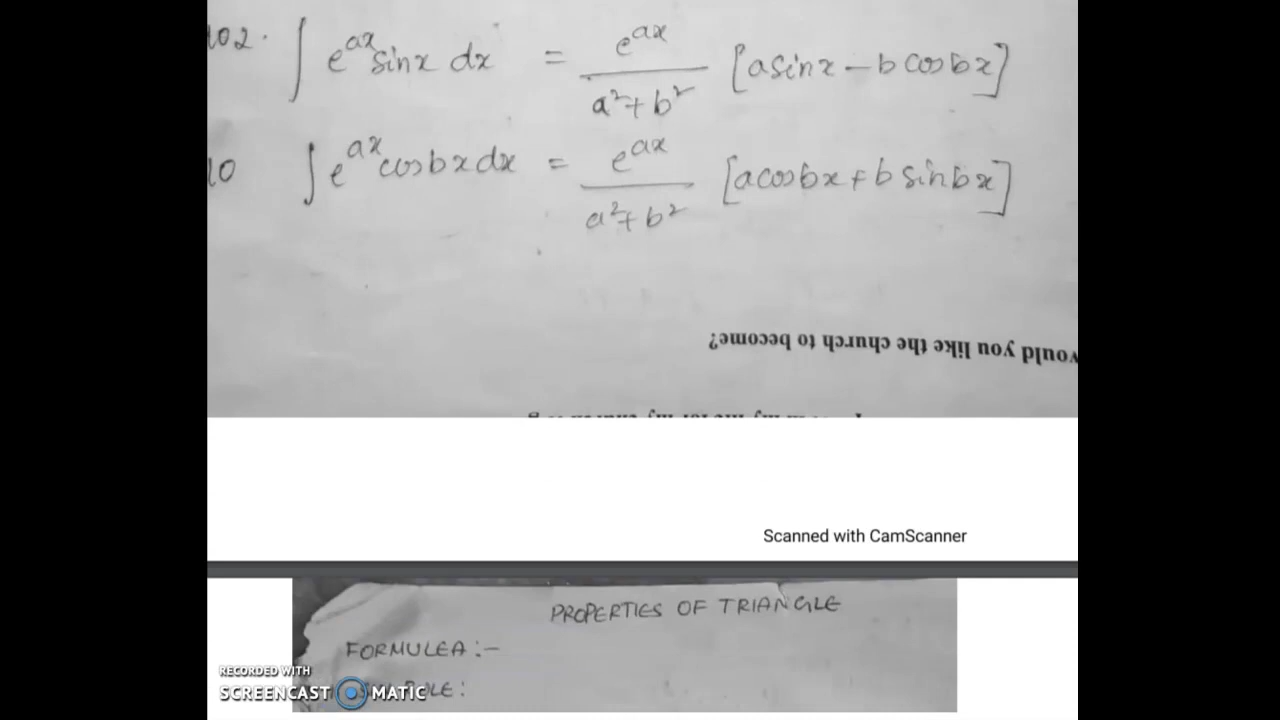 102. ∫ e^ax sinx dx = e^ax / a²+b² [asinx – b cosbx]
10 ∫ e^ax cosbx dx = e^ax / a²+b² [acosbx + b sinbx]
would you like the church to become?
Scanned with CamScanner
PROPERTIES OF TRIANGLE
FORMULEA :-
RECORDED WITH
SCREENCAST MATIC